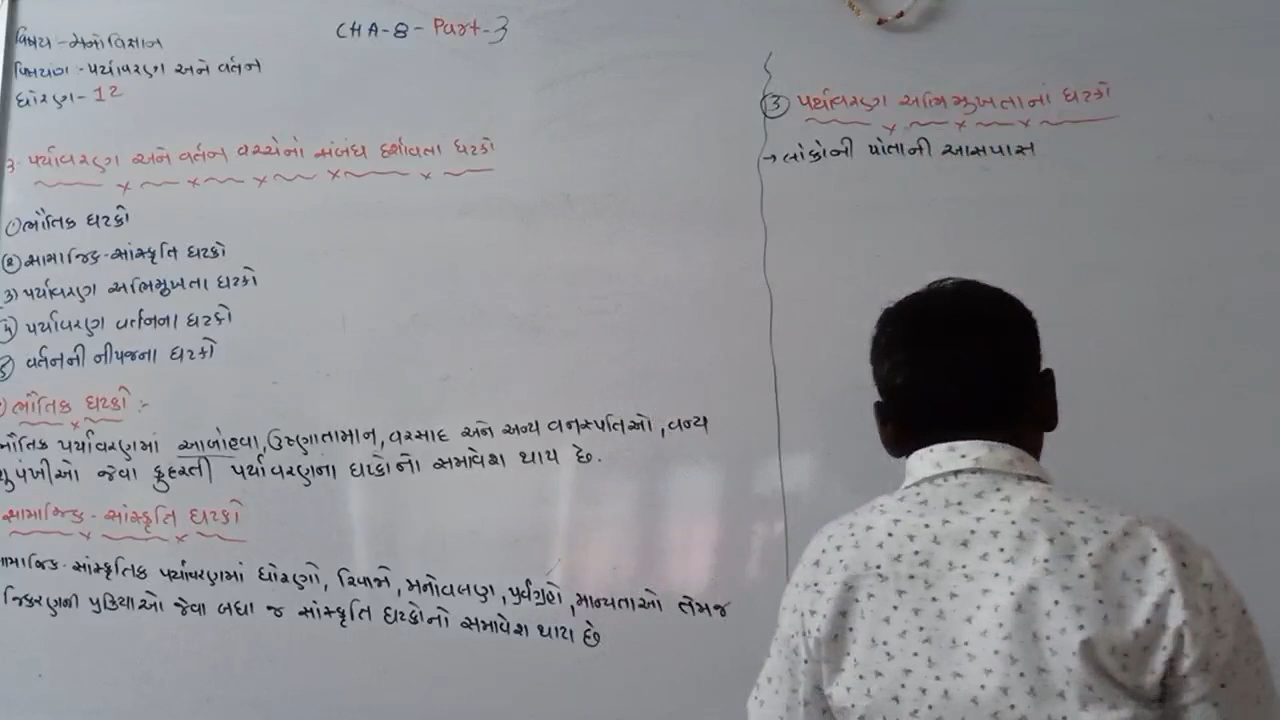 CHA-8-Part-3
વિષય-મનોવિજ્ઞાન
વિષયાંગ :- પર્યાવરણ અને વર્તન
ધોરણ-12
3. પર્યાવરણ અને વર્તન વચ્ચેનો સંબંધ દર્શાવતા ઘટકો
① ભૌતિક ઘટકો
② સામાજિક-સાંસ્કૃતિ ઘટકો
3) પર્યાવરણ અભિમુખતા ઘટકો
④ પર્યાવરણ વર્તનના ઘટકો
વર્તનની નીપજના ઘટકો
) ભૌતિક ઘટકો :-
ભૌતિક પર્યાવરણમાં આબોહવા, ઉષ્ણાતામાન, વરસાદ અને અન્ય વનસ્પતિઓ, વન્ય
પશુપંખીઓ જેવા કુદરતી પર્યાવરણના ઘટકોનો સમાવેશ થાય છે.
સામાજિક-સાંસ્કૃતિ ઘટકો
સામાજિક-સાંસ્કૃતિક પર્યાવરણમાં ધોરણો, રિવાજો, મનોવલણ, પુર્વગ્રહો, માન્યતાઓ તેમજ
જિકરણની પ્રક્રિયાઓ જેવા બધા જ સાંસ્કૃતિ ઘટકોનો સમાવેશ થાય છે
③ પર્યાવરણ અભિમુખતાનાં ઘટકો
→ લોકોની પોતાની આસપાસ